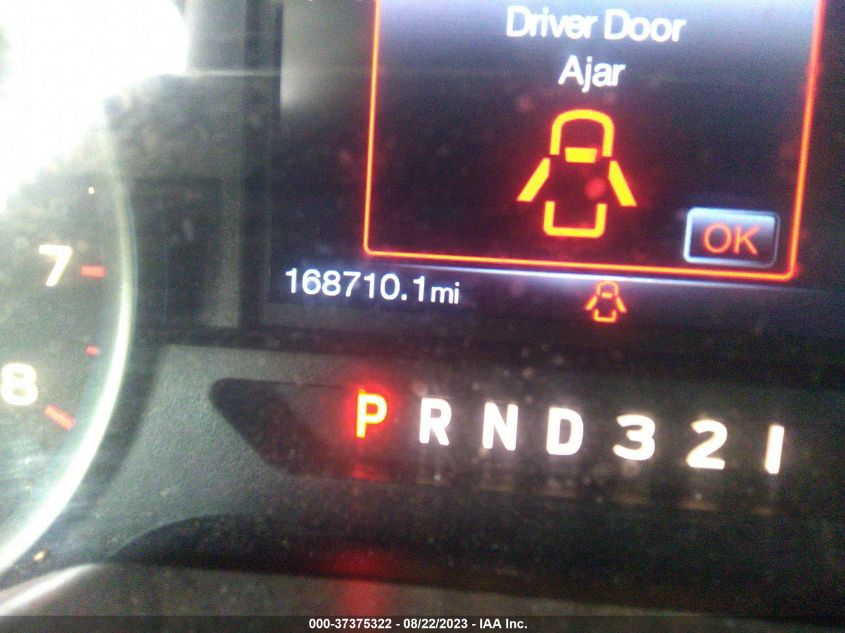 Driver Door
Ajar
OK
168710.1mi
7
8
P R N D 3 2 1
000-37375322 - 08/22/2023 - IAA Inc.